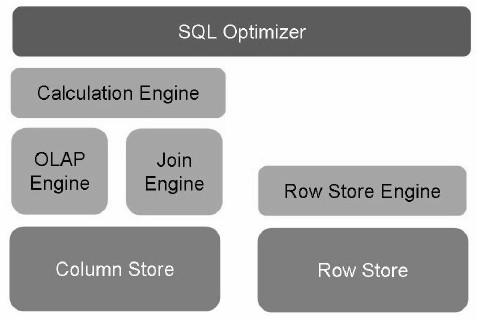 SQL Optimizer
Calculation Engine
OLAP
Engine
Join
Engine
Row Store Engine
Column Store
Row Store